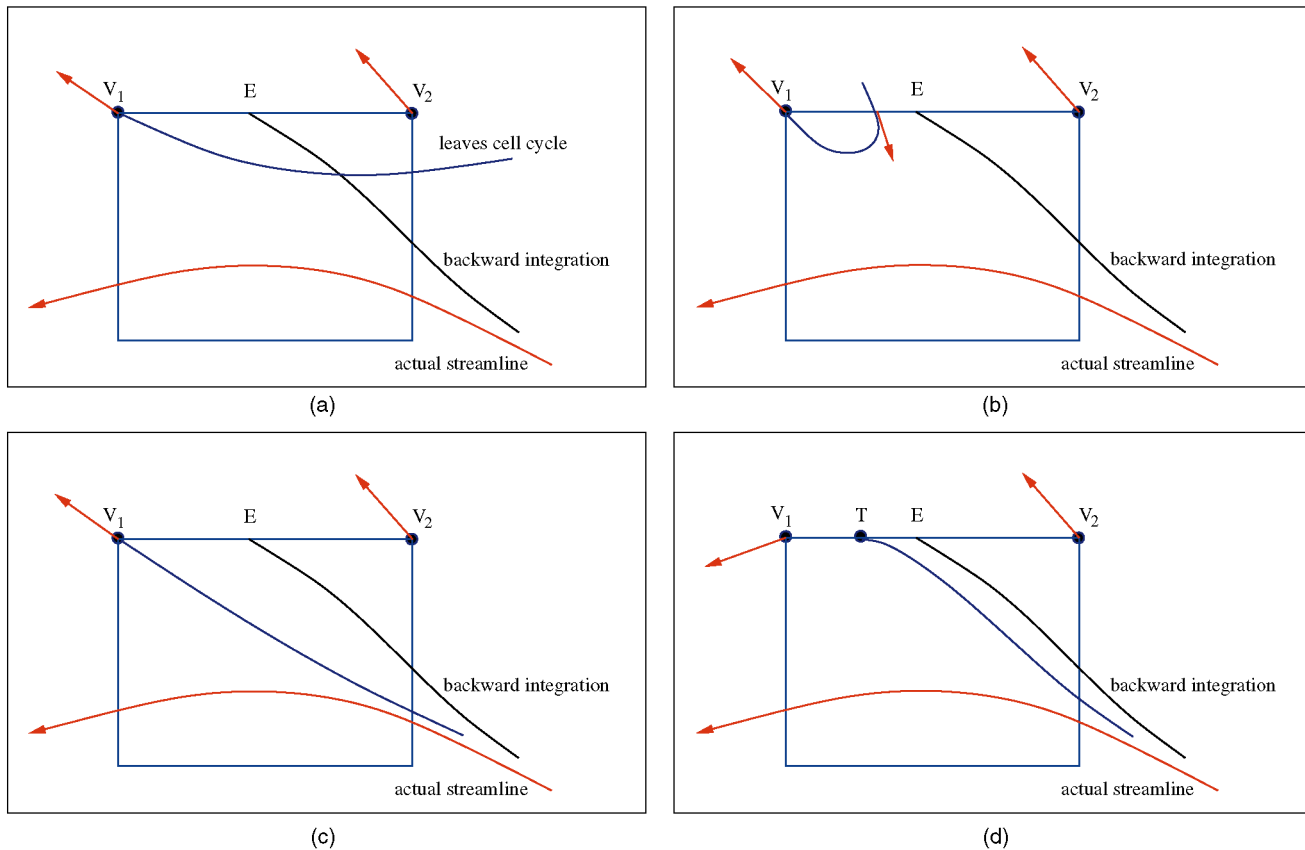 V1
E
V2
leaves cell cycle
backward integration
actual streamline
(a)
V1
E
V2
backward integration
actual streamline
(b)
V1
E
V2
backward integration
actual streamline
(c)
V1
T
E
V2
backward integration
actual streamline
(d)